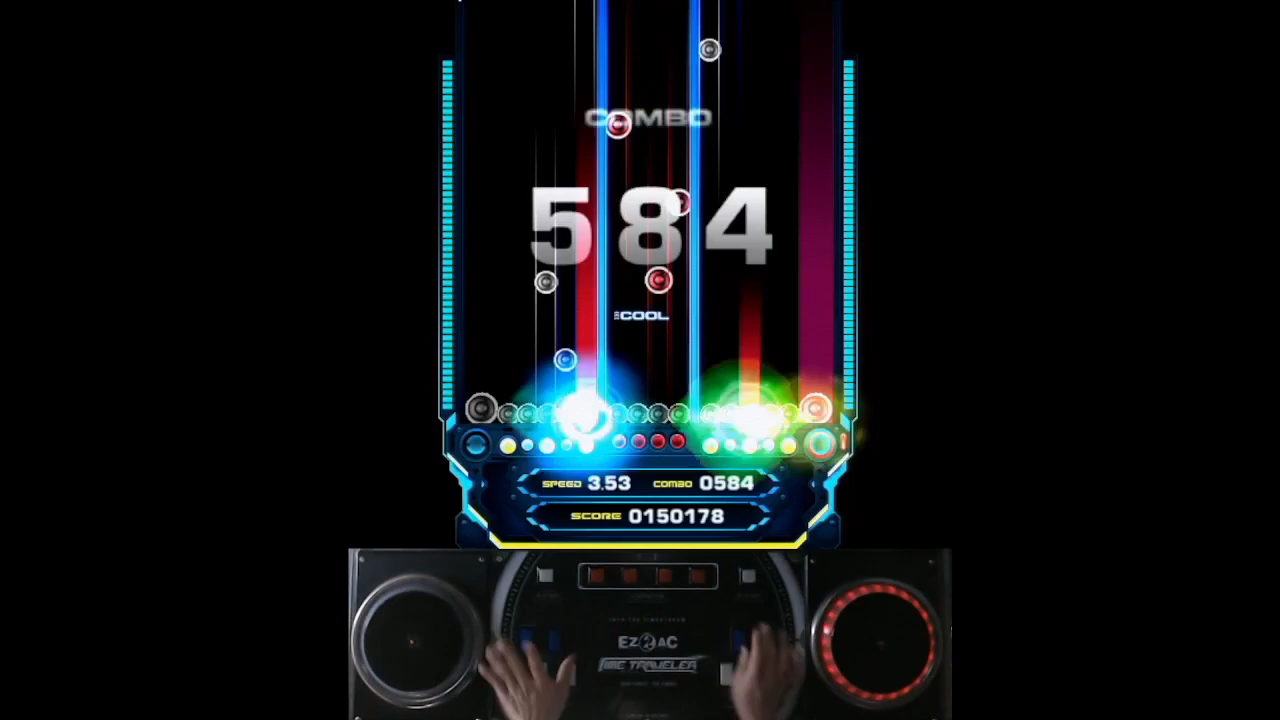 COMBO
584
COOL
SPEED 3.53 COMBO 0584
SCORE 0150178
EZ2AC
TIME TRAVELER